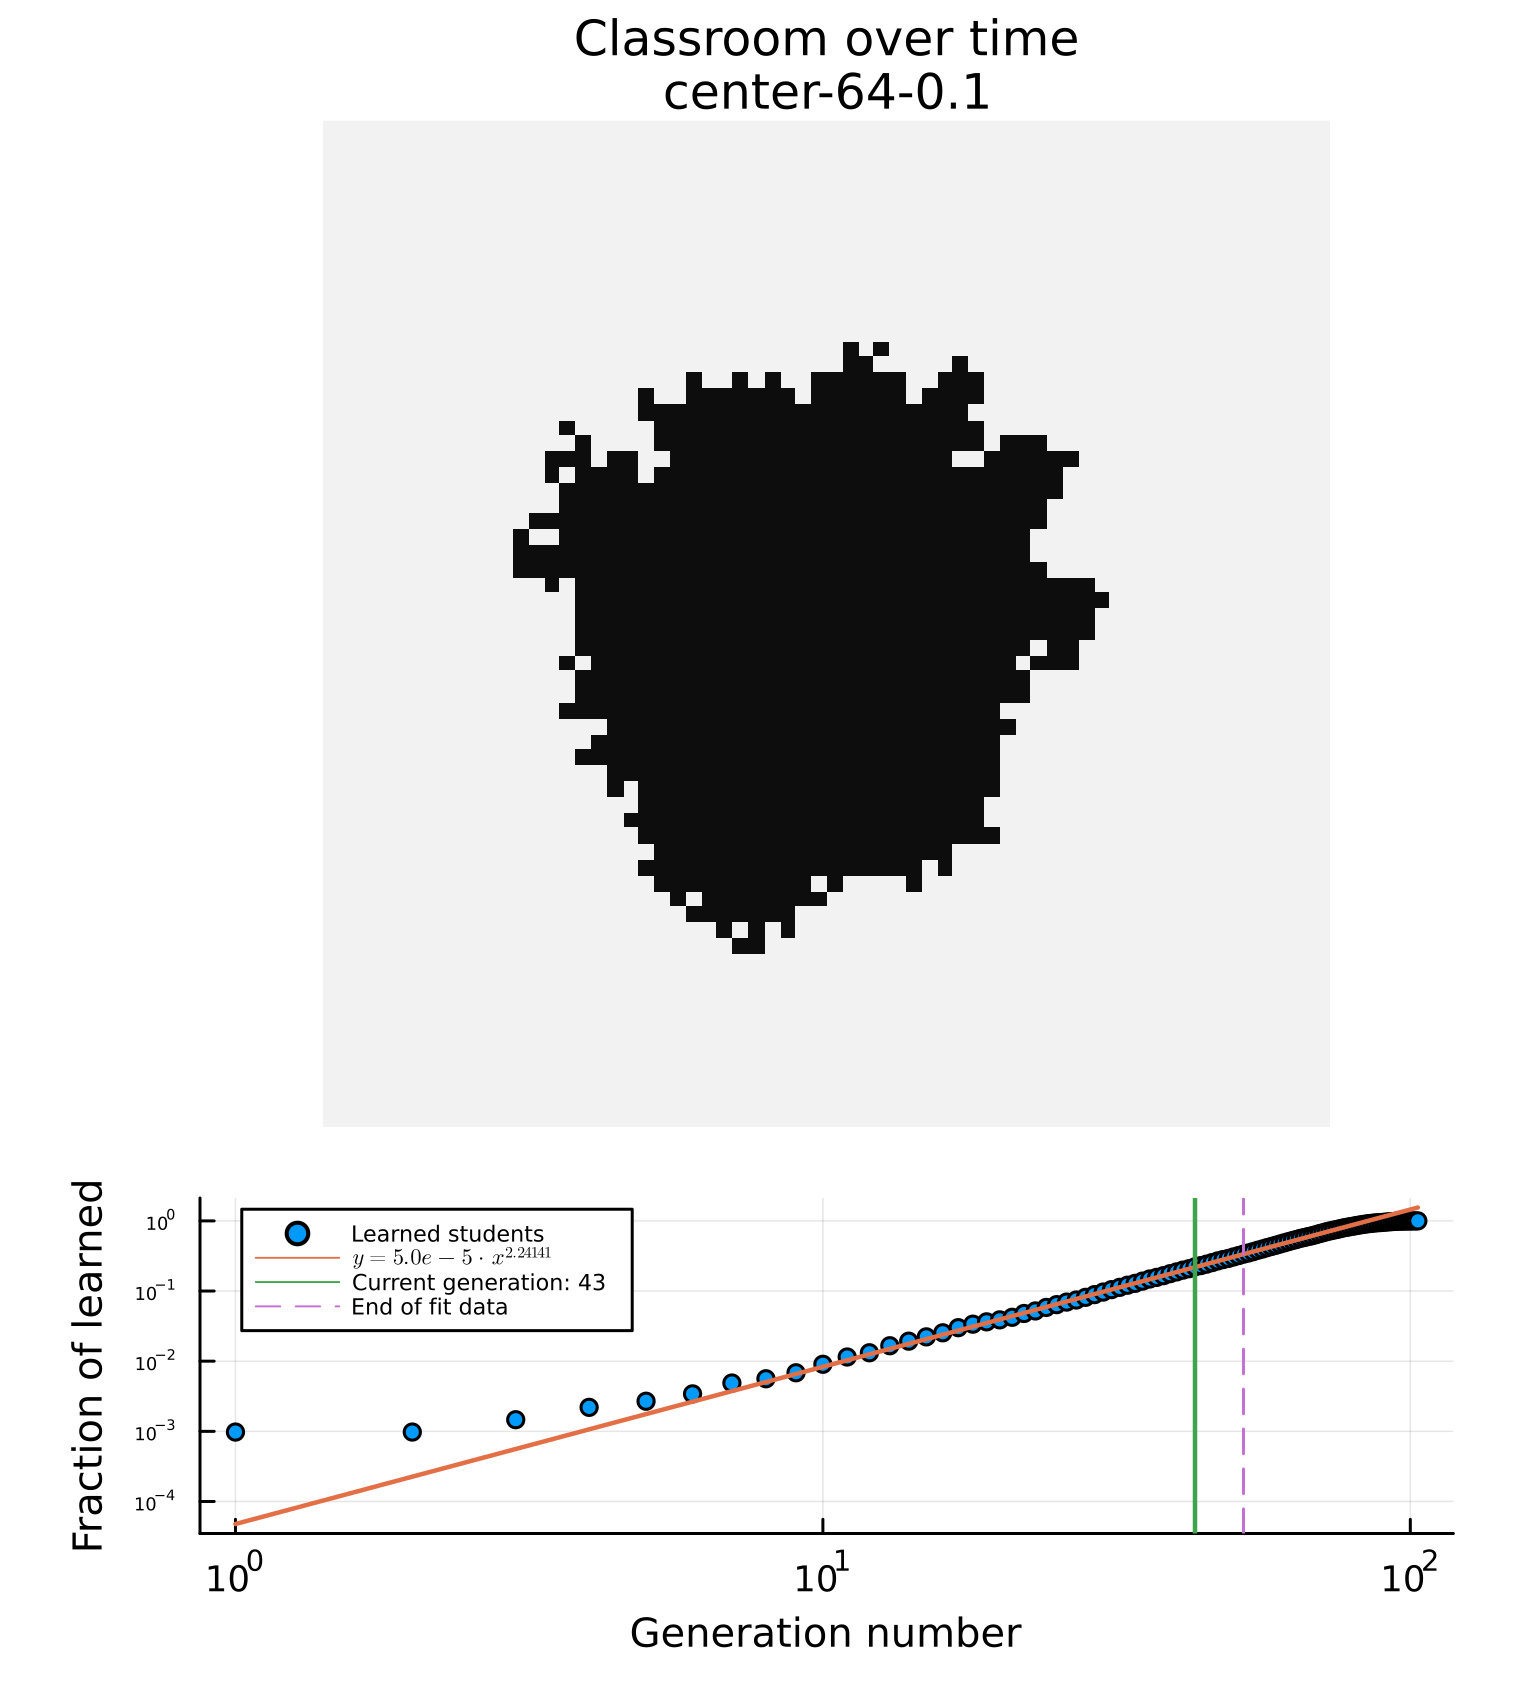 Classroom over time
center-64-0.1
Fraction of learned
10^0
10^-1
10^-2
10^-3
10^-4
Learned students
y = 5.0e − 5 · x^2.24141
Current generation: 43
End of fit data
10^0 10^1 10^2
Generation number